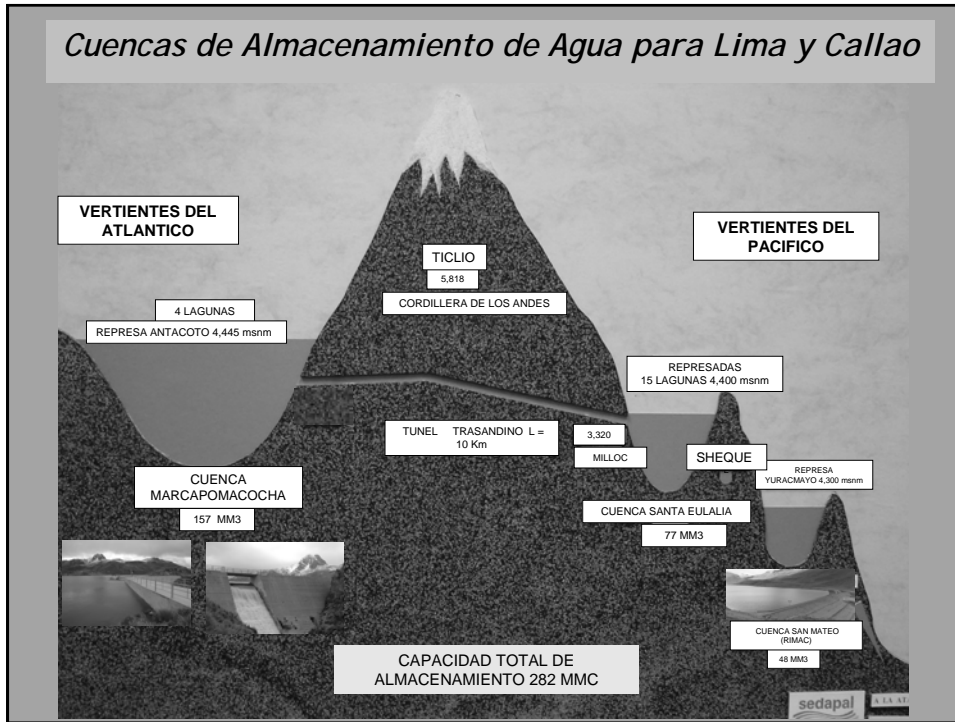 Cuencas de Almacenamiento de Agua para Lima y Callao
VERTIENTES DEL
ATLANTICO
VERTIENTES DEL
PACIFICO
TICLIO
5,818
CORDILLERA DE LOS ANDES
4 LAGUNAS
REPRESA ANTACOTO 4,445 msnm
REPRESADAS
15 LAGUNAS 4,400 msnm
TUNEL TRASANDINO L =
10 Km
3,320
MILLOC
SHEQUE
REPRESA
YURACMAYO 4,300 msnm
CUENCA
MARCAPOMACOCHA
157 MM3
CUENCA SANTA EULALIA
77 MM3
CUENCA SAN MATEO
(RIMAC)
48 MM3
CAPACIDAD TOTAL DE
ALMACENAMIENTO 282 MMC
sedapal
A LA